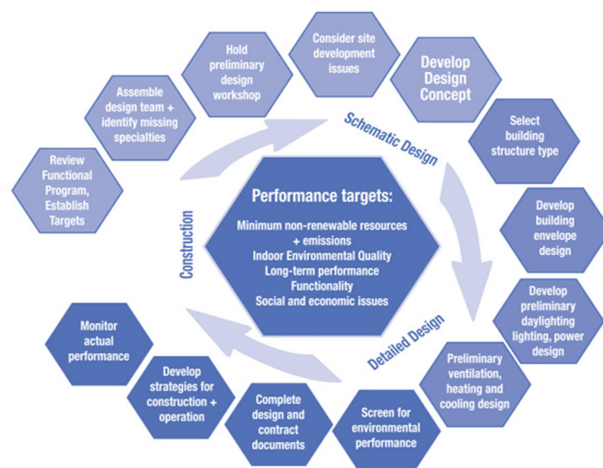 Review
Functional
Program,
Establish
Targets
Assemble
design team +
identify missing
specialties
Hold
preliminary
design
workshop
Consider site
development
issues
Develop
Design
Concept
Select
building
structure type
Develop
building
envelope
design
Develop
preliminary
daylighting
lighting, power
design
Preliminary
ventilation,
heating and
cooling design
Screen for
environmental
performance
Complete
design and
contract
documents
Develop
strategies for
construction +
operation
Monitor
actual
performance
Schematic Design
Detailed Design
Construction
Performance targets:
Minimum non-renewable resources
+ emissions
Indoor Environmental Quality
Long-term performance
Functionality
Social and economic issues